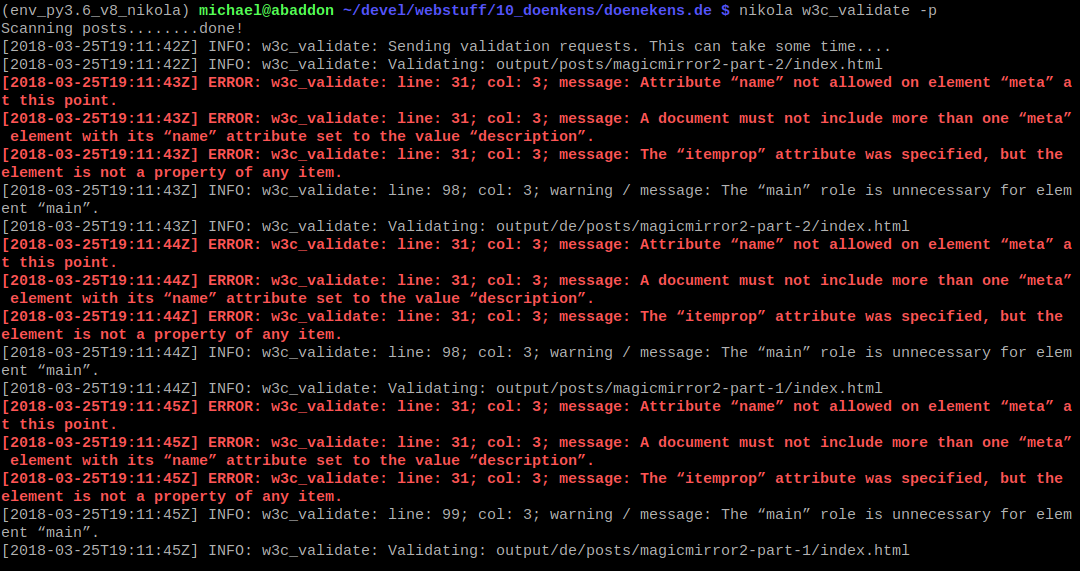 (env_py3.6_v8_nikola) michael@abaddon ~/devel/webstuff/10_doenkens/doenekens.de $ nikola w3c_validate -p
Scanning posts........done!
[2018-03-25T19:11:42Z] INFO: w3c_validate: Sending validation requests. This can take some time....
[2018-03-25T19:11:42Z] INFO: w3c_validate: Validating: output/posts/magicmirror2-part-2/index.html
[2018-03-25T19:11:43Z] ERROR: w3c_validate: line: 31; col: 3; message: Attribute “name” not allowed on element “meta” a
t this point.
[2018-03-25T19:11:43Z] ERROR: w3c_validate: line: 31; col: 3; message: A document must not include more than one “meta”
 element with its “name” attribute set to the value “description”.
[2018-03-25T19:11:43Z] ERROR: w3c_validate: line: 31; col: 3; message: The “itemprop” attribute was specified, but the
element is not a property of any item.
[2018-03-25T19:11:43Z] INFO: w3c_validate: line: 98; col: 3; warning / message: The “main” role is unnecessary for elem
ent “main”.
[2018-03-25T19:11:43Z] INFO: w3c_validate: Validating: output/de/posts/magicmirror2-part-2/index.html
[2018-03-25T19:11:44Z] ERROR: w3c_validate: line: 31; col: 3; message: Attribute “name” not allowed on element “meta” a
t this point.
[2018-03-25T19:11:44Z] ERROR: w3c_validate: line: 31; col: 3; message: A document must not include more than one “meta”
 element with its “name” attribute set to the value “description”.
[2018-03-25T19:11:44Z] ERROR: w3c_validate: line: 31; col: 3; message: The “itemprop” attribute was specified, but the
element is not a property of any item.
[2018-03-25T19:11:44Z] INFO: w3c_validate: line: 98; col: 3; warning / message: The “main” role is unnecessary for elem
ent “main”.
[2018-03-25T19:11:44Z] INFO: w3c_validate: Validating: output/posts/magicmirror2-part-1/index.html
[2018-03-25T19:11:45Z] ERROR: w3c_validate: line: 31; col: 3; message: Attribute “name” not allowed on element “meta” a
t this point.
[2018-03-25T19:11:45Z] ERROR: w3c_validate: line: 31; col: 3; message: A document must not include more than one “meta”
 element with its “name” attribute set to the value “description”.
[2018-03-25T19:11:45Z] ERROR: w3c_validate: line: 31; col: 3; message: The “itemprop” attribute was specified, but the
element is not a property of any item.
[2018-03-25T19:11:45Z] INFO: w3c_validate: line: 99; col: 3; warning / message: The “main” role is unnecessary for elem
ent “main”.
[2018-03-25T19:11:45Z] INFO: w3c_validate: Validating: output/de/posts/magicmirror2-part-1/index.html